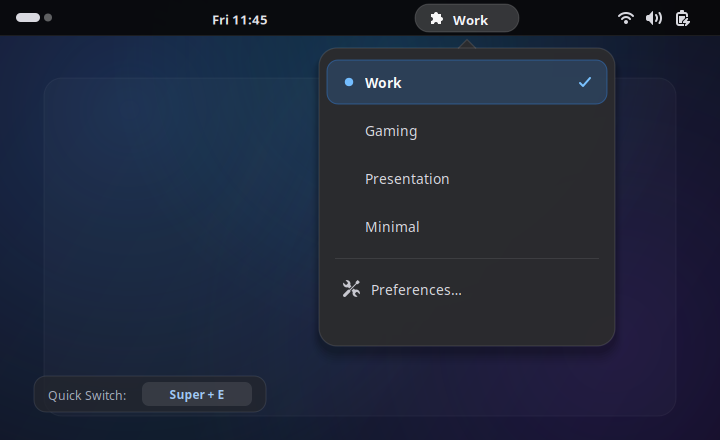 Fri 11:45
Work
Work
Gaming
Presentation
Minimal
Preferences...
Quick Switch:
Super + E